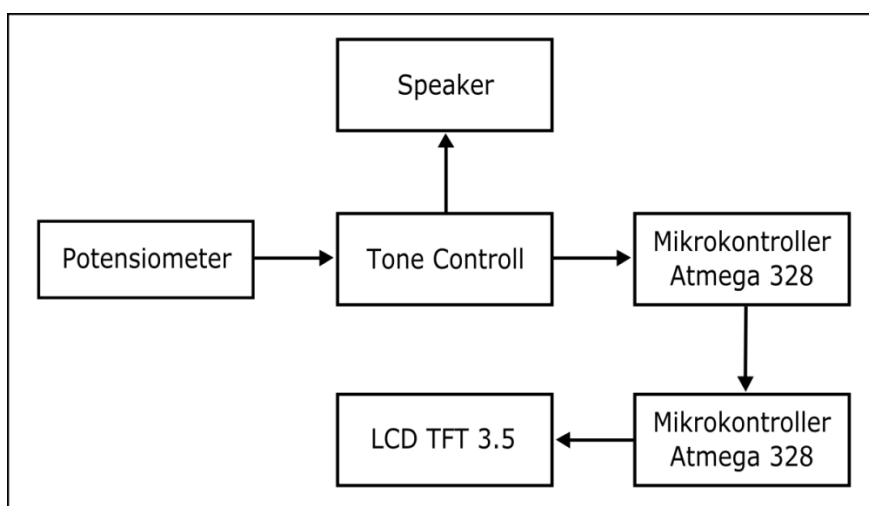 Speaker
Potensiometer
Tone Controll
Mikrokontroller
Atmega 328
LCD TFT 3.5
Mikrokontroller
Atmega 328